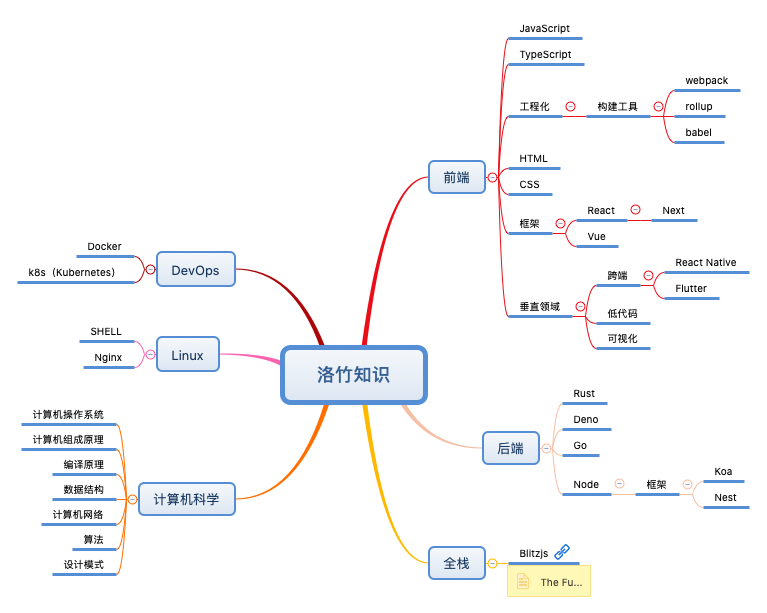 洛竹知识
前端
JavaScript
TypeScript
工程化
构建工具
webpack
rollup
babel
HTML
CSS
框架
React
Next
Vue
垂直领域
跨端
React Native
Flutter
低代码
可视化
后端
Rust
Deno
Go
Node
框架
Koa
Nest
全栈
Blitzjs
The Fu...
DevOps
Docker
k8s（Kubernetes）
Linux
SHELL
Nginx
计算机科学
计算机操作系统
计算机组成原理
编译原理
数据结构
计算机网络
算法
设计模式